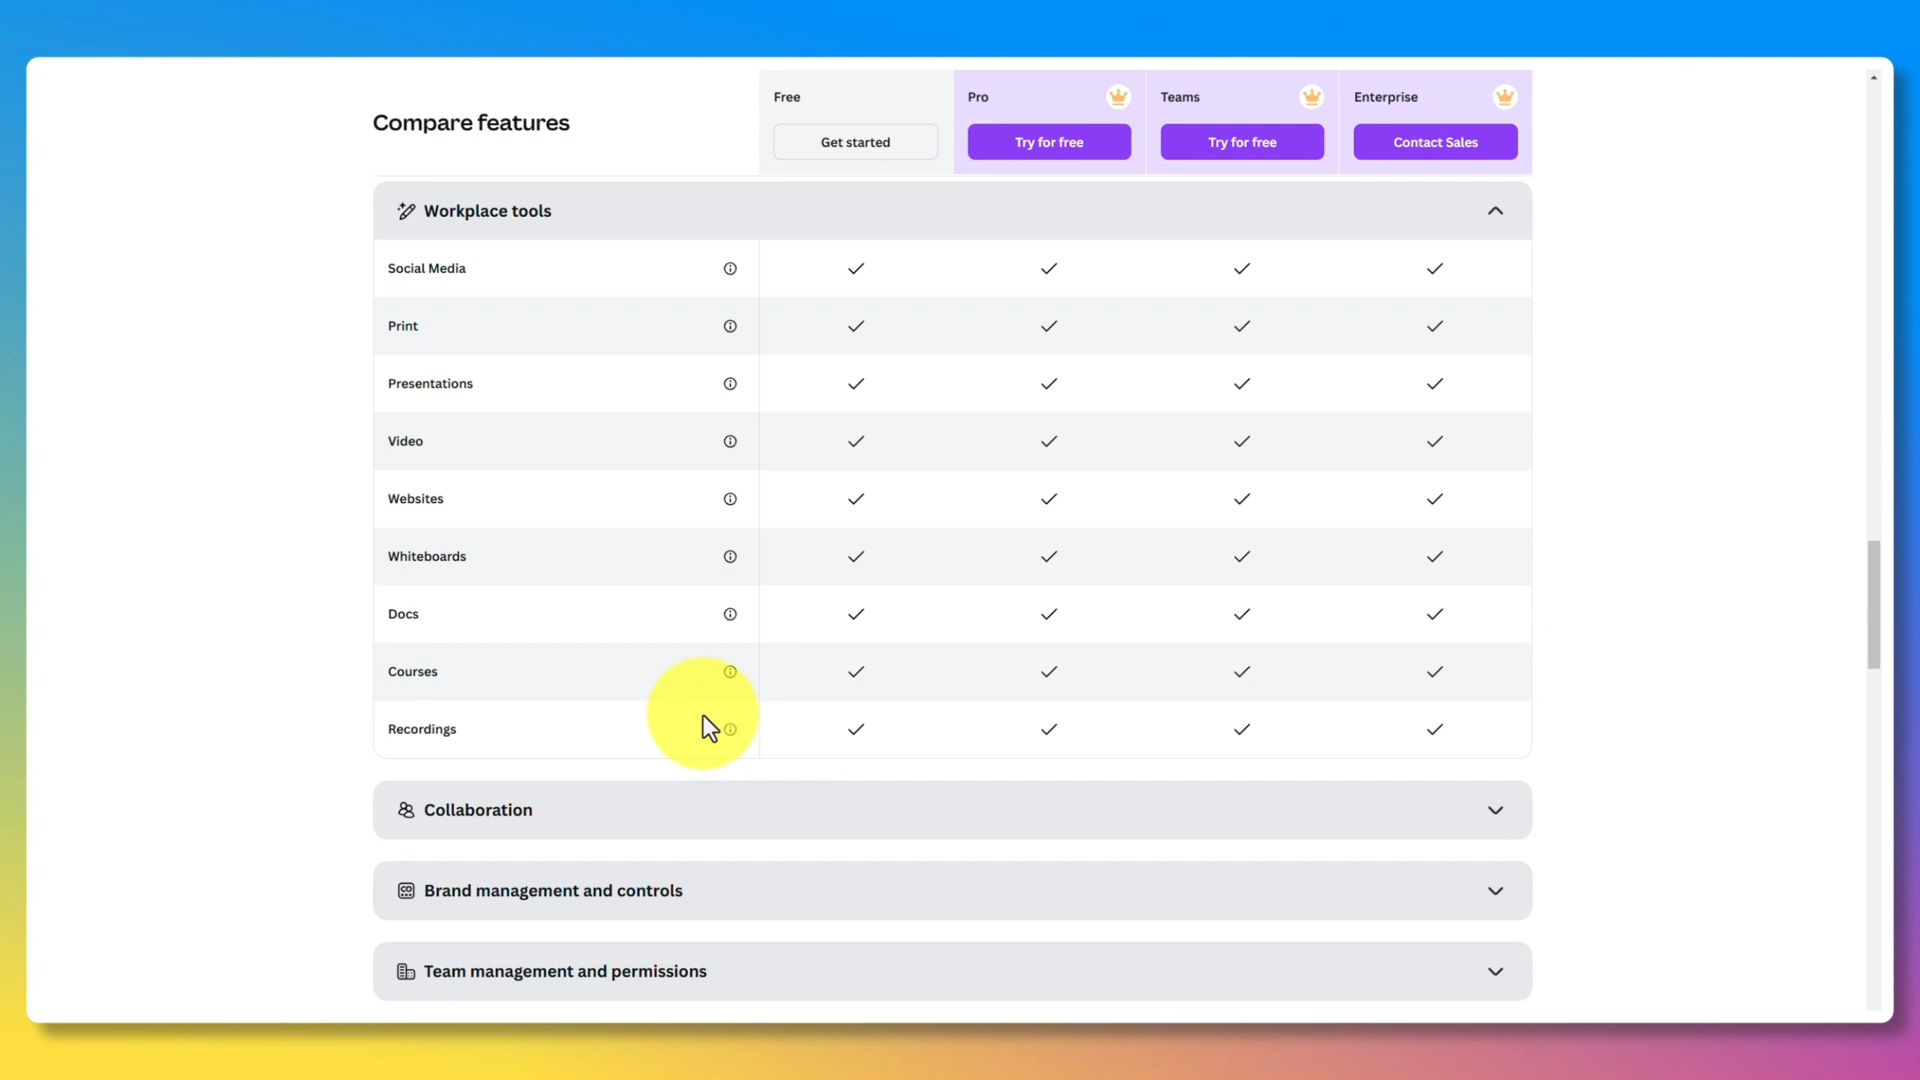 Compare features
Free
Pro
Teams
Enterprise
Get started
Try for free
Try for free
Contact Sales
Workplace tools
Social Media
Print
Presentations
Video
Websites
Whiteboards
Docs
Courses
Recordings
Collaboration
Brand management and controls
Team management and permissions